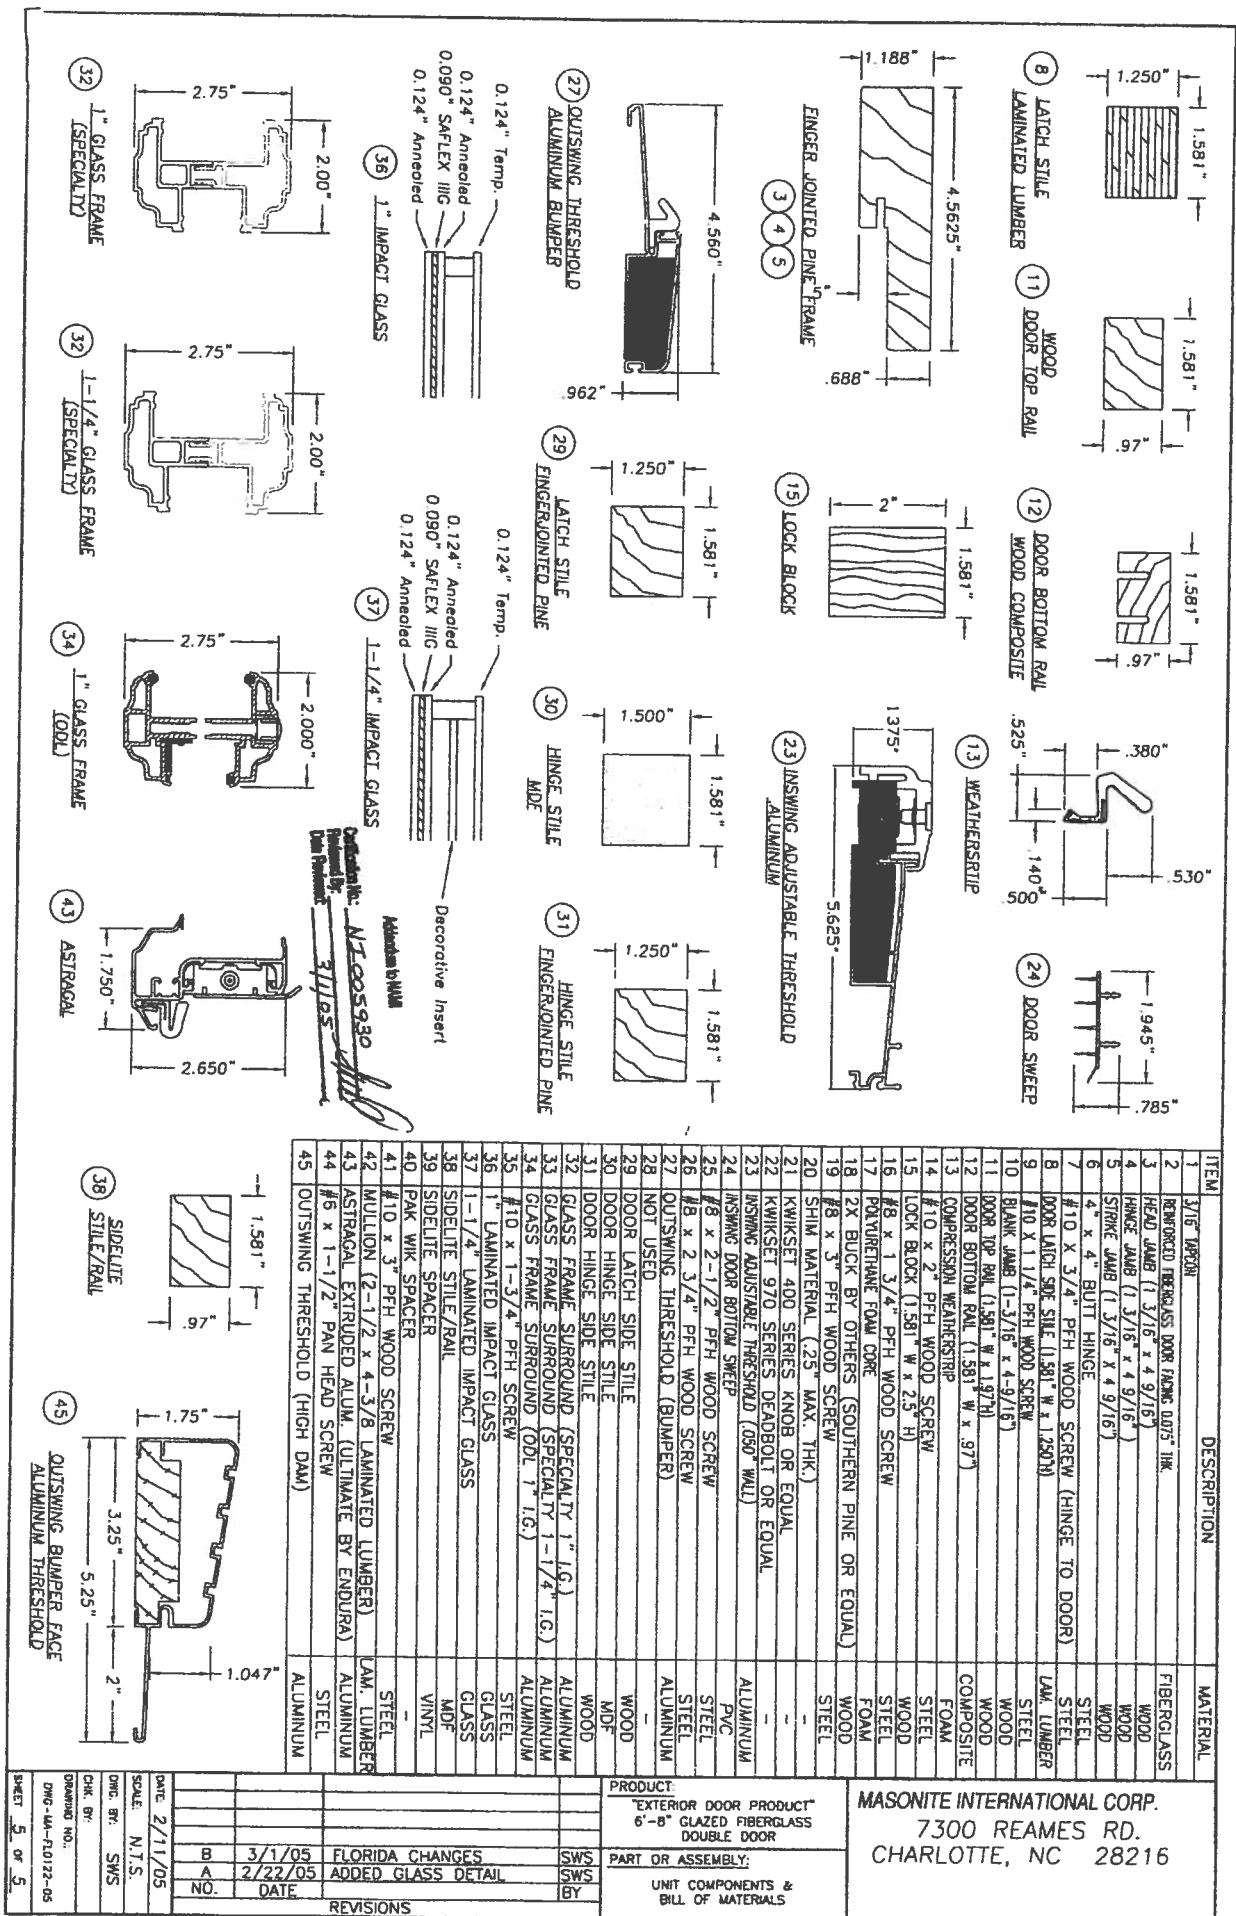 8 LATCH STILE
LAMINATED LUMBER
1.250"
1.581"
11 WOOD
DOOR TOP RAIL
1.581"
.97"
12 DOOR BOTTOM RAIL
WOOD COMPOSITE
1.581"
.97"
13 WEATHERSRTIP
.380"
.525"
.140"
.500"
.530"
24 DOOR SWEEP
1.945"
.785"
1.188"
4.5625"
.688"
FINGER JOINTED PINE FRAME
3 4 5
15 LOCK BLOCK
2"
1.581"
23 INSWING ADJUSTABLE THRESHOLD
ALUMINUM
1375"
5.625"
27 OUTSWING THRESHOLD
ALUMINUM BUMPER
4.560"
.962"
29 LATCH STILE
FINGERJOINTED PINE
1.250"
1.581"
30 HINGE STILE
MDF
1.500"
1.581"
31 HINGE STILE
FINGERJOINTED PINE
1.250"
1.581"
0.124" Temp.
0.124" Annealed
0.090" SAFLEX IIIG
0.124" Annealed
36 1" IMPACT GLASS
0.124" Temp.
0.124" Annealed
0.090" SAFLEX IIIG
0.124" Annealed
Decorative Insert
37 1-1/4" IMPACT GLASS
32 1" GLASS FRAME
(SPECIALTY)
2.75"
2.00"
32 1-1/4" GLASS FRAME
(SPECIALTY)
2.75"
2.00"
34 1" GLASS FRAME
(ODL)
2.75"
2.000"
43 ASTRAGAL
1.750"
2.650"
Addendum to NAMI
Certification No.: NI005930
Reviewed By:
Date Reviewed: 3/1/05
38 SIDELITE
STILE/RAIL
1.581"
.97"
45 OUTSWING BUMPER FACE
ALUMINUM THRESHOLD
1.75"
3.25"
2"
5.25"
1.047"
ITEM DESCRIPTION MATERIAL
1 3/16" TAPCON
2 REINFORCED FIBERGLASS DOOR FACING 0.075" THK. FIBERGLASS
3 HEAD JAMB (1 3/16" x 4 9/16") WOOD
4 HINGE JAMB (1 3/16" x 4 9/16") WOOD
5 STRIKE JAMB (1 3/16" X 4 9/16") WOOD
6 4" x 4" BUTT HINGE STEEL
7 #10 X 3/4" PFH WOOD SCREW (HINGE TO DOOR) STEEL
8 DOOR LATCH SIDE STILE (1.581" W x 1.250"H) LAM. LUMBER
9 #10 X 1 1/4" PFH WOOD SCREW STEEL
10 BLANK JAMB (1-3/16" x 4-9/16") WOOD
11 DOOR TOP RAIL (1.581" W x 1.97"H) WOOD
12 DOOR BOTTOM RAIL (1.581" W x .97") COMPOSITE
13 COMPRESSION WEATHERSTRIP FOAM
14 #10 x 2" PFH WOOD SCREW STEEL
15 LOCK BLOCK (1.581" W x 2.5" H) WOOD
16 #8 x 1 3/4" PFH WOOD SCREW STEEL
17 POLYURETHANE FOAM CORE FOAM
18 2X BUCK BY OTHERS (SOUTHERN PINE OR EQUAL) WOOD
19 #8 x 3" PFH WOOD SCREW STEEL
20 SHIM MATERIAL (.25" MAX. THK.) -
21 KWIKSET 400 SERIES KNOB OR EQUAL -
22 KWIKSET 970 SERIES DEADBOLT OR EQUAL -
23 INSWING ADJUSTABLE THRESHOLD (.050" WALL) ALUMINUM
24 INSWING DOOR BOTTOM SWEEP PVC
25 #8 x 2-1/2" PFH WOOD SCREW STEEL
26 #8 x 2 3/4" PFH WOOD SCREW STEEL
27 OUTSWING THRESHOLD (BUMPER) ALUMINUM
28 NOT USED -
29 DOOR LATCH SIDE STILE WOOD
30 DOOR HINGE SIDE STILE MDF
31 DOOR HINGE SIDE STILE WOOD
32 GLASS FRAME SURROUND (SPECIALTY 1" I.G.) ALUMINUM
33 GLASS FRAME SURROUND (SPECIALTY 1-1/4" I.G.) ALUMINUM
34 GLASS FRAME SURROUND (ODL 1" I.G.) ALUMINUM
35 #10 x 1-3/4" PFH SCREW STEEL
36 1" LAMINATED IMPACT GLASS GLASS
37 1-1/4" LAMINATED IMPACT GLASS GLASS
38 SIDELITE STILE/RAIL MDF
39 SIDELITE SPACER VINYL
40 PAK WIK SPACER -
41 #10 x 3" PFH WOOD SCREW STEEL
42 MULLION (2-1/2 x 4-3/8 LAMINATED LUMBER) LAM. LUMBER
43 ASTRAGAL EXTRUDED ALUM. (ULTIMATE BY ENDURA) ALUMINUM
44 #6 x 1-1/2" PAN HEAD SCREW STEEL
45 OUTSWING THRESHOLD (HIGH DAM) ALUMINUM
MASONITE INTERNATIONAL CORP.
7300 REAMES RD.
CHARLOTTE, NC 28216
PRODUCT:
"EXTERIOR DOOR PRODUCT"
6'-8" GLAZED FIBERGLASS
DOUBLE DOOR
PART OR ASSEMBLY:
UNIT COMPONENTS &
BILL OF MATERIALS
B 3/1/05 FLORIDA CHANGES SWS
A 2/22/05 ADDED GLASS DETAIL SWS
NO. DATE BY
REVISIONS
DATE 2/11/05
SCALE: N.T.S.
DWG. BY: SWS
CHK. BY:
DRAWING NO.:
DWG-MA-FL0122-05
SHEET 5 OF 5